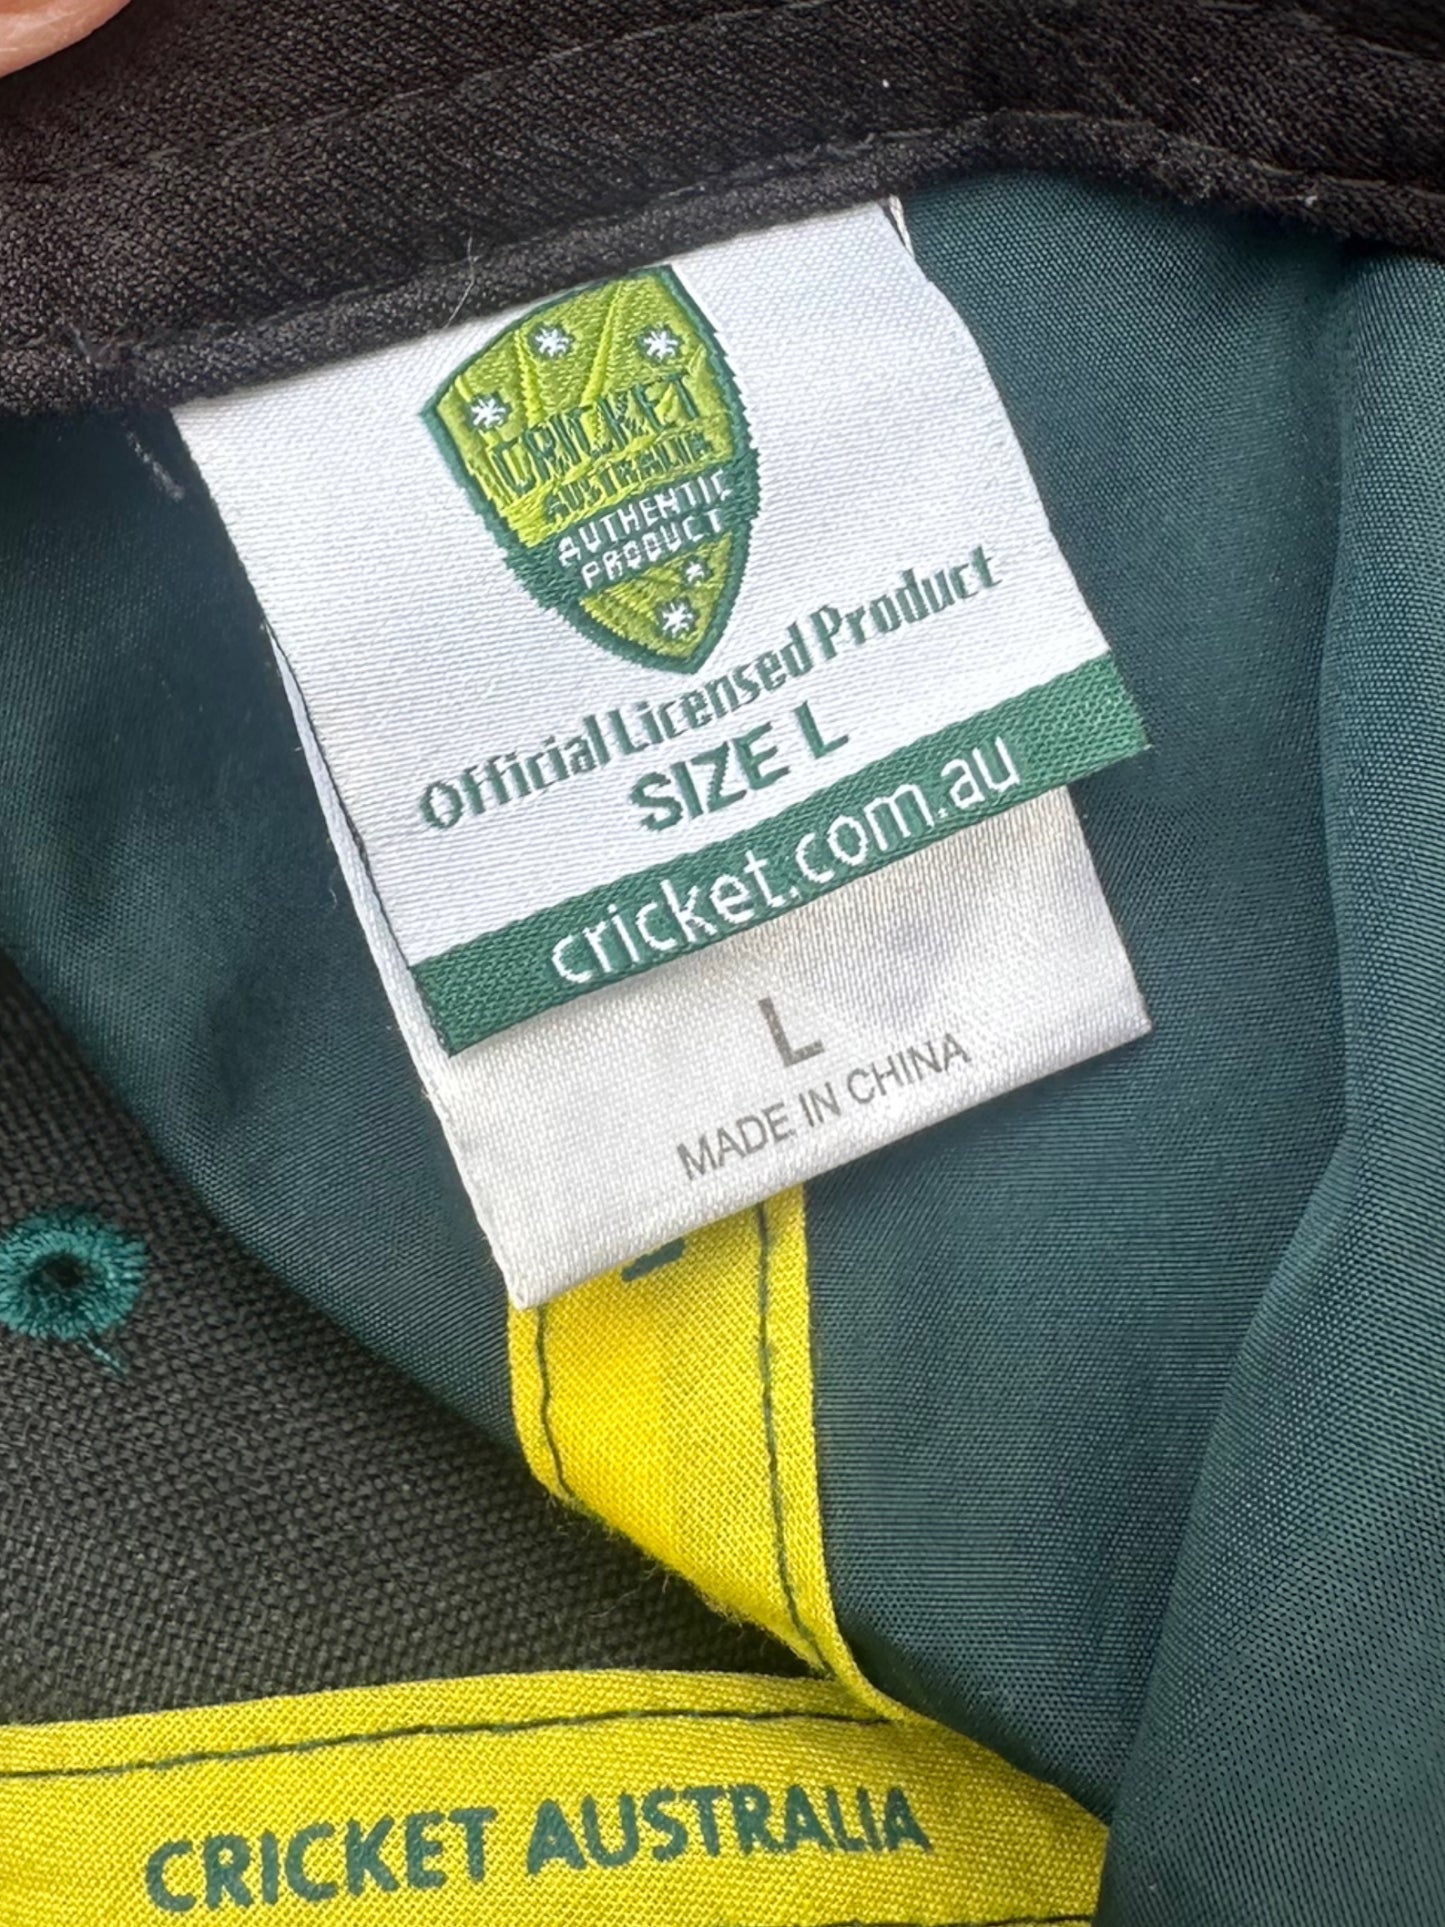 CRICKET
AUSTRALIA
AUTHENTIC
PRODUCT
Official Licensed Product
SIZE L
cricket.com.au
L
MADE IN CHINA
CRICKET AUSTRALIA